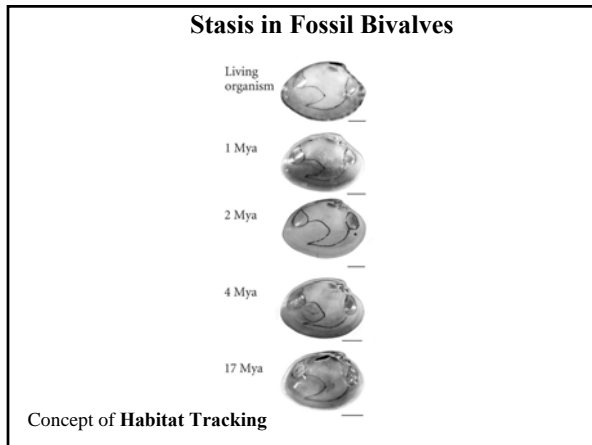 Stasis in Fossil Bivalves
Living
organism
1 Mya
2 Mya
4 Mya
17 Mya
Concept of Habitat Tracking